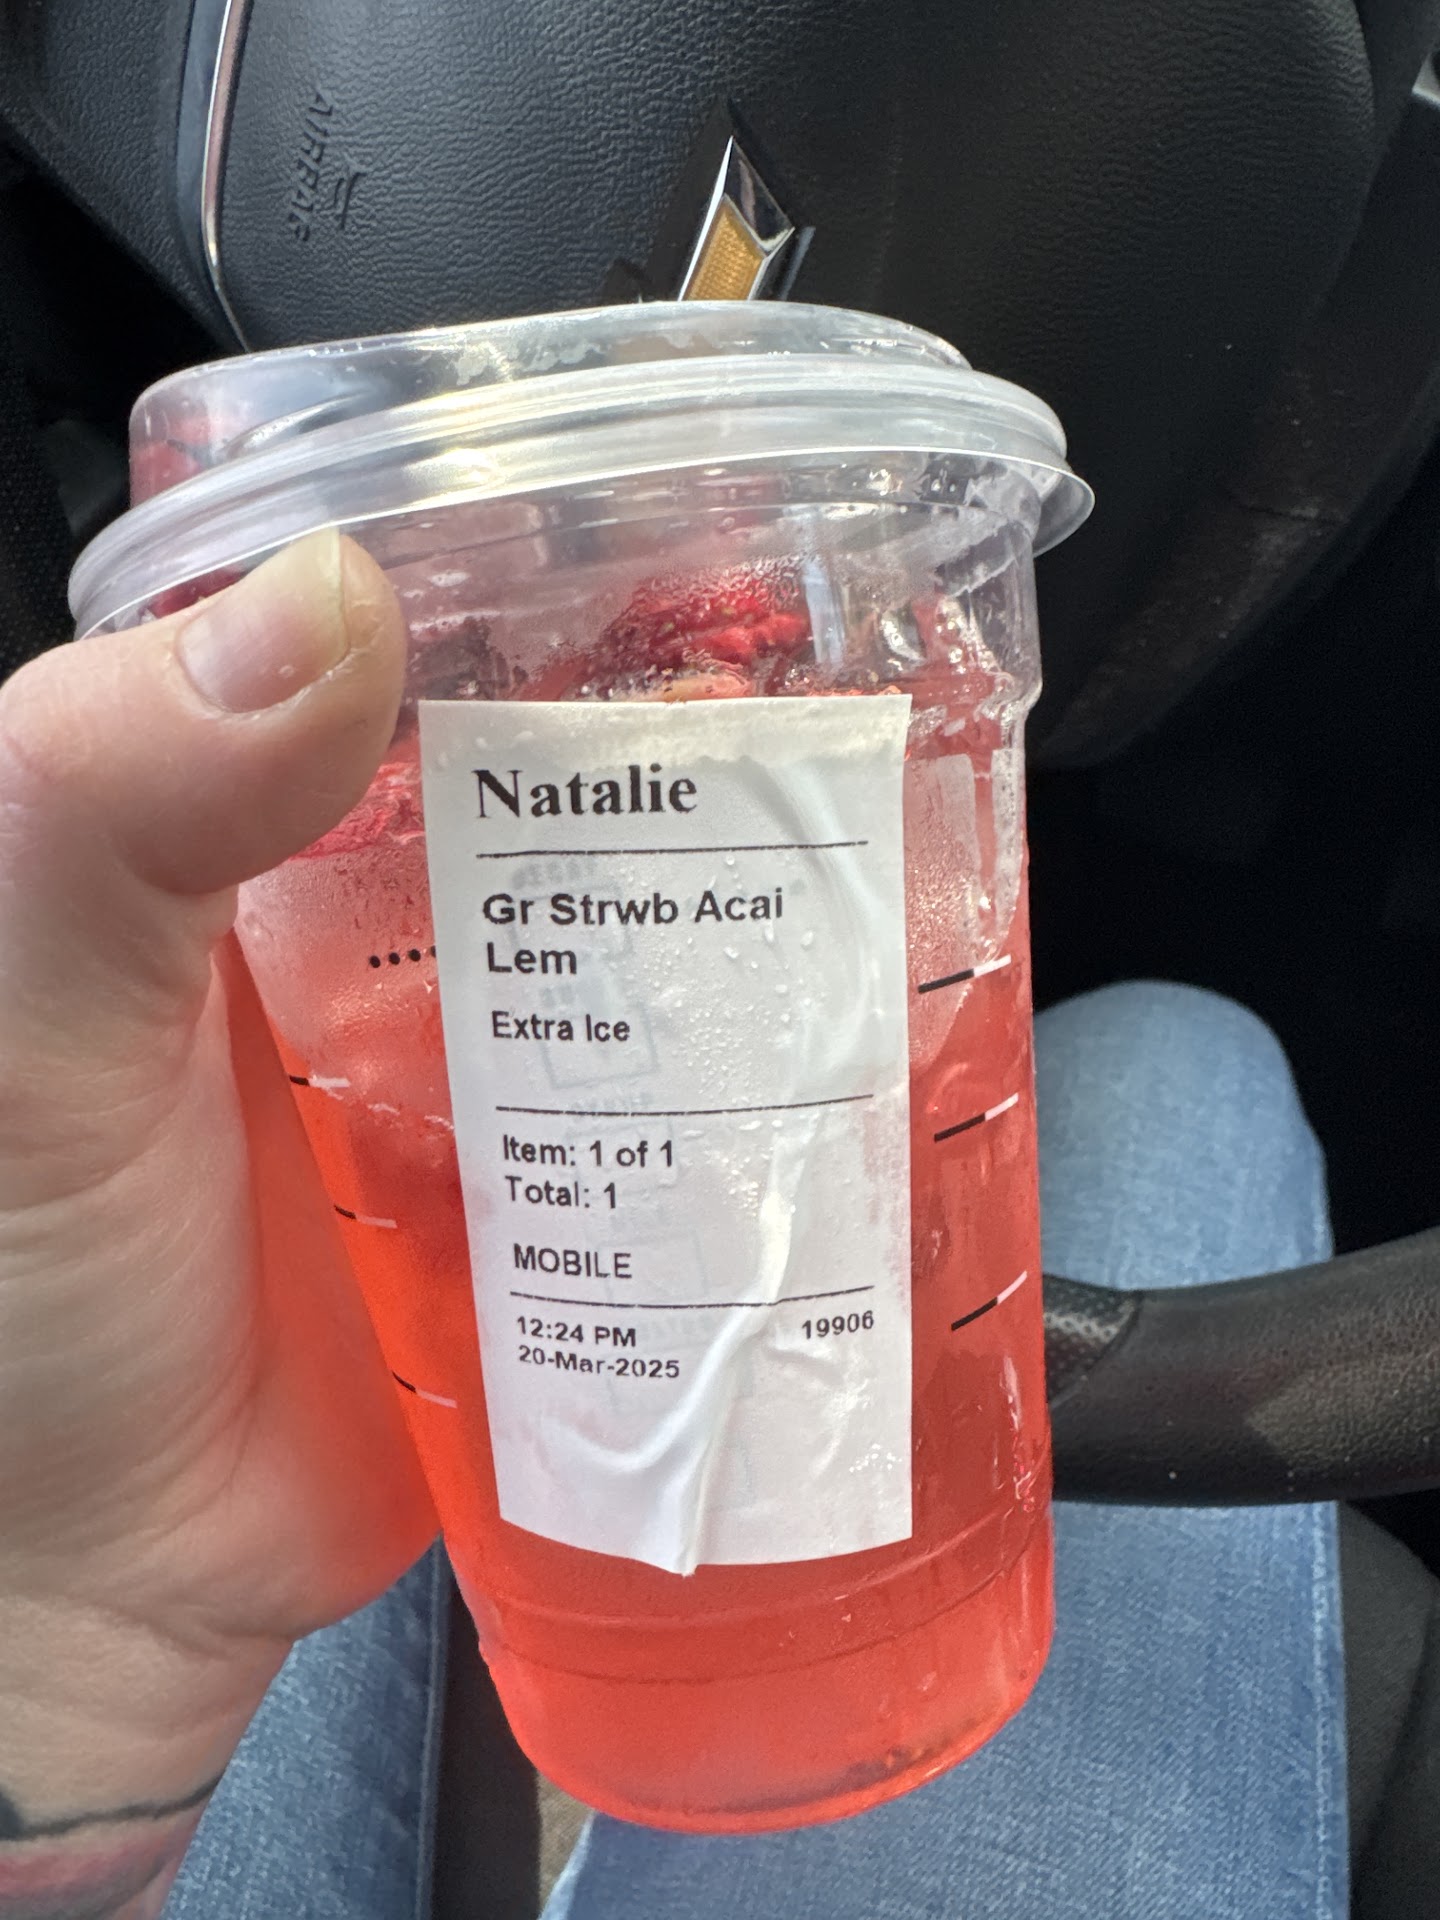 AIRBAG
Natalie
Gr Strwb Acai
Lem
Extra Ice
Item: 1 of 1
Total: 1
MOBILE
12:24 PM 19906
20-Mar-2025